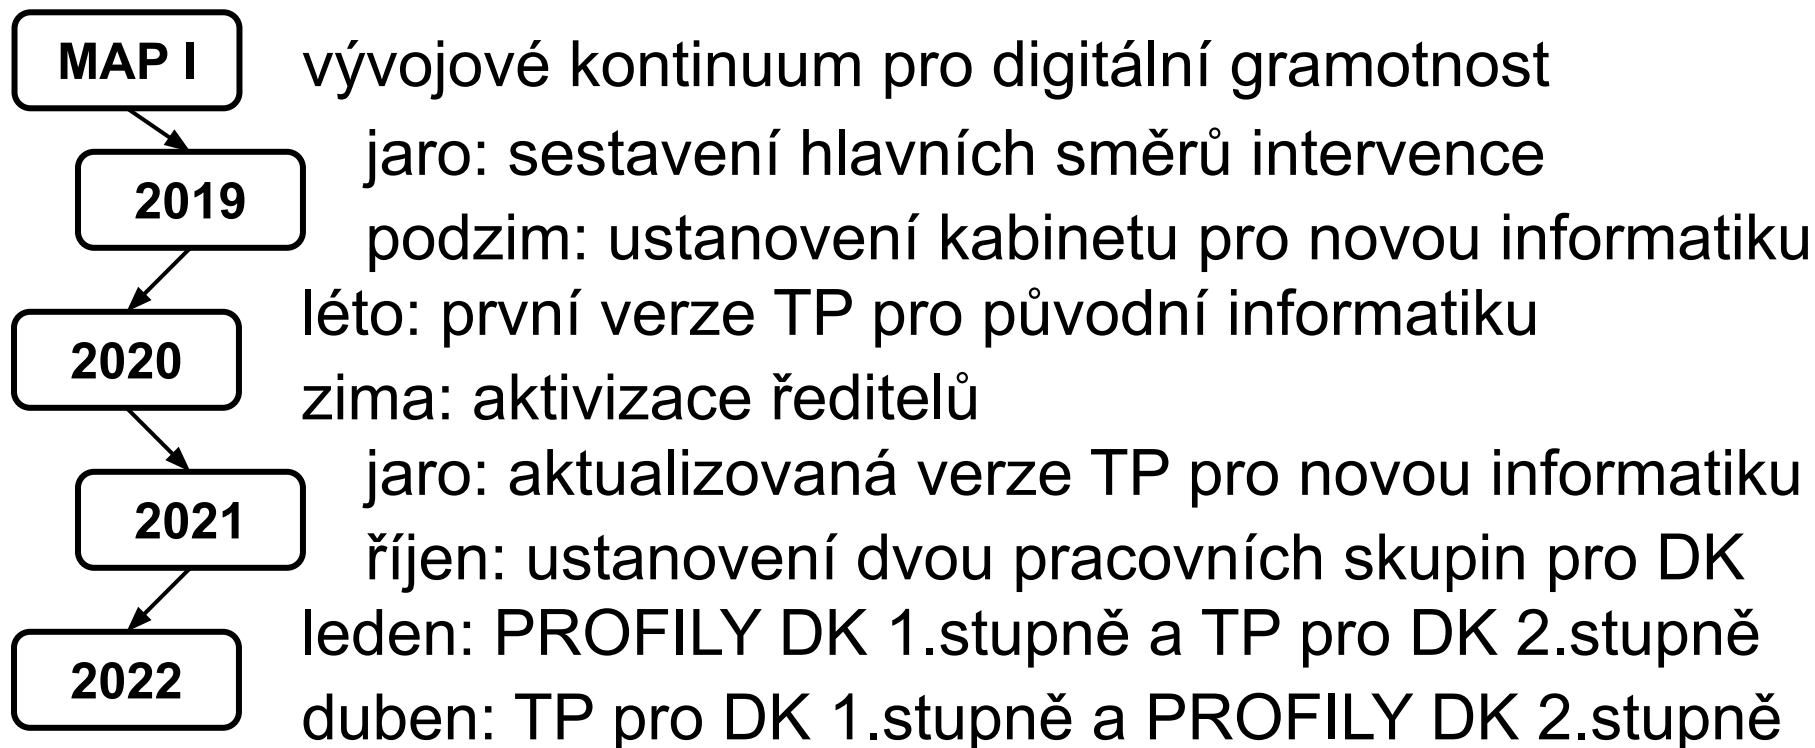 MAP I
vývojové kontinuum pro digitální gramotnost
2019
jaro: sestavení hlavních směrů intervence
podzim: ustanovení kabinetu pro novou informatiku
2020
léto: první verze TP pro původní informatiku
zima: aktivizace ředitelů
2021
jaro: aktualizovaná verze TP pro novou informatiku
říjen: ustanovení dvou pracovních skupin pro DK
2022
leden: PROFILY DK 1.stupně a TP pro DK 2.stupně
duben: TP pro DK 1.stupně a PROFILY DK 2.stupně